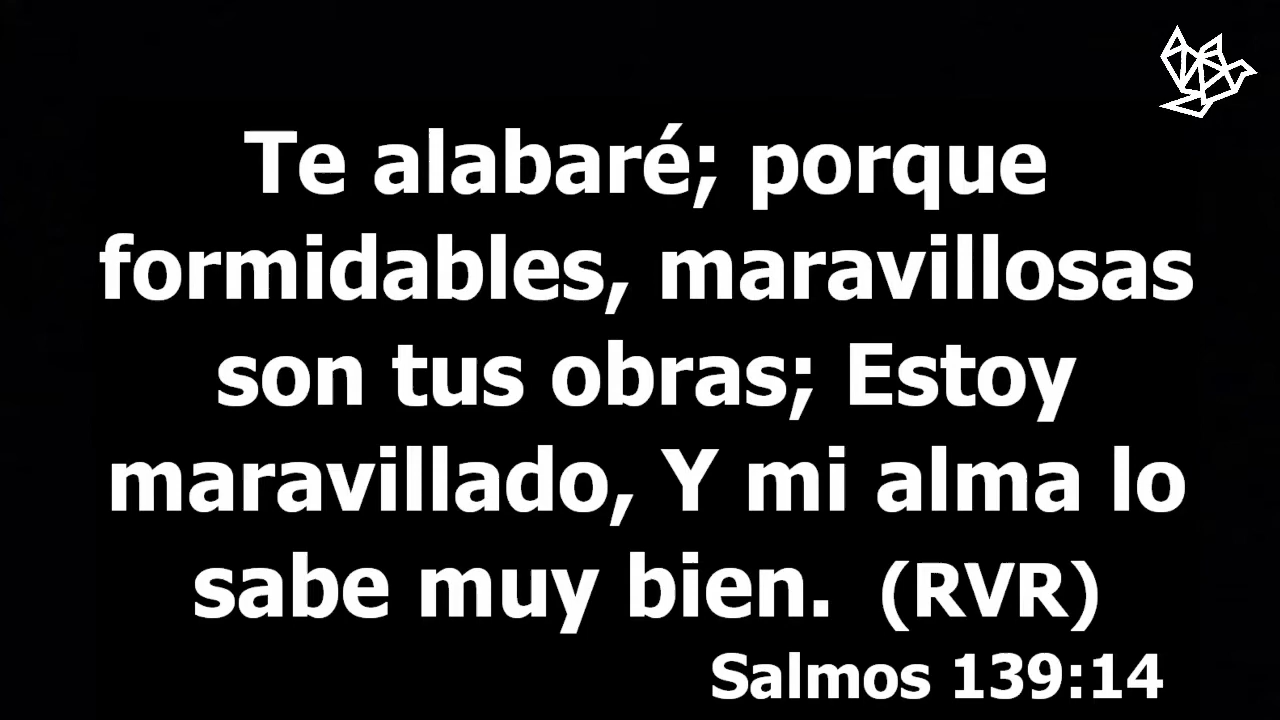 Te alabaré; porque
formidables, maravillosas
son tus obras; Estoy
maravillado, Y mi alma lo
sabe muy bien. (RVR)
Salmos 139:14